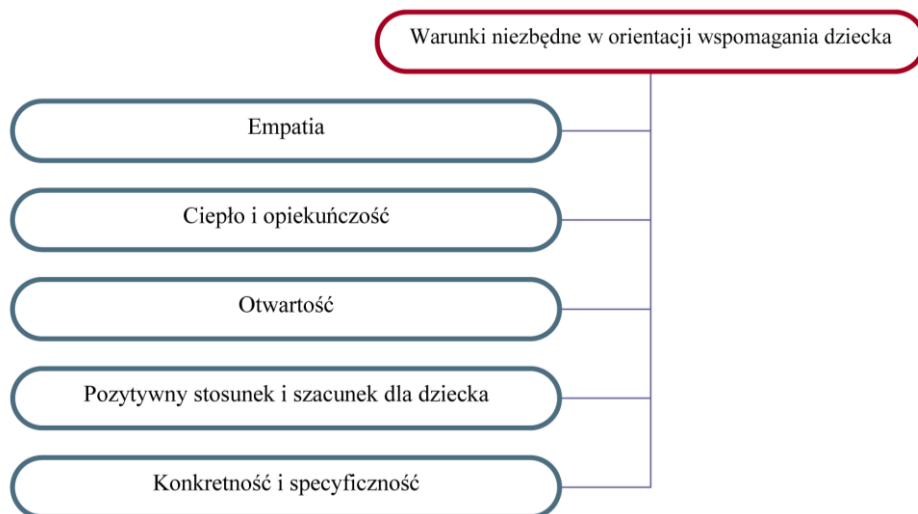 Warunki niezbędne w orientacji wspomagania dziecka
Empatia
Ciepło i opiekuńczość
Otwartość
Pozytywny stosunek i szacunek dla dziecka
Konkretność i specyficzność